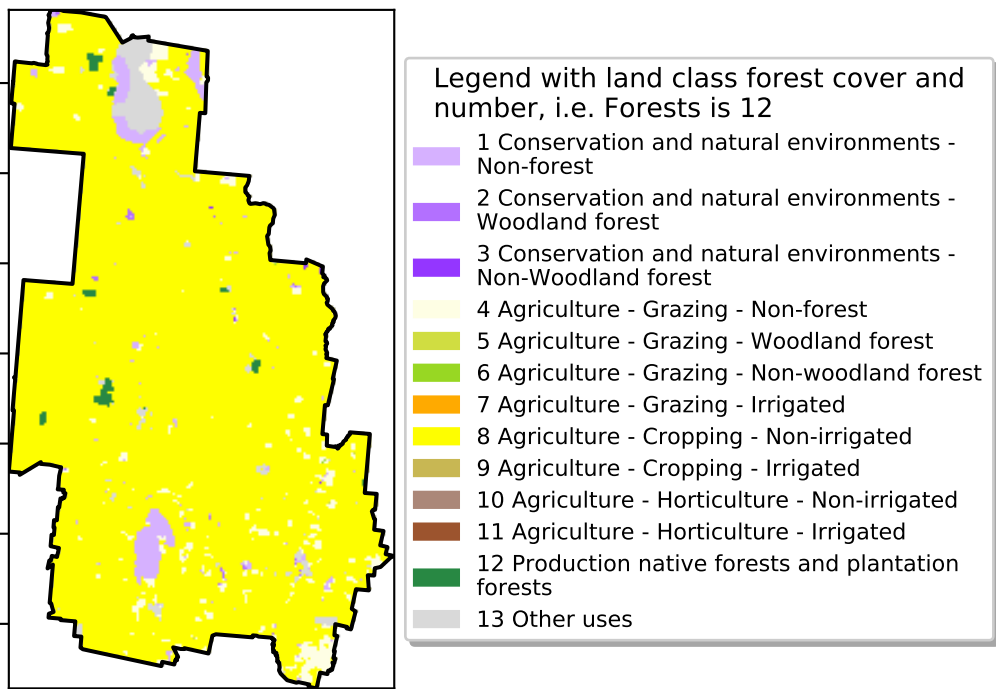 Legend with land class forest cover and
number, i.e. Forests is 12
1 Conservation and natural environments -
Non-forest
2 Conservation and natural environments -
Woodland forest
3 Conservation and natural environments -
Non-Woodland forest
4 Agriculture - Grazing - Non-forest
5 Agriculture - Grazing - Woodland forest
6 Agriculture - Grazing - Non-woodland forest
7 Agriculture - Grazing - Irrigated
8 Agriculture - Cropping - Non-irrigated
9 Agriculture - Cropping - Irrigated
10 Agriculture - Horticulture - Non-irrigated
11 Agriculture - Horticulture - Irrigated
12 Production native forests and plantation
forests
13 Other uses